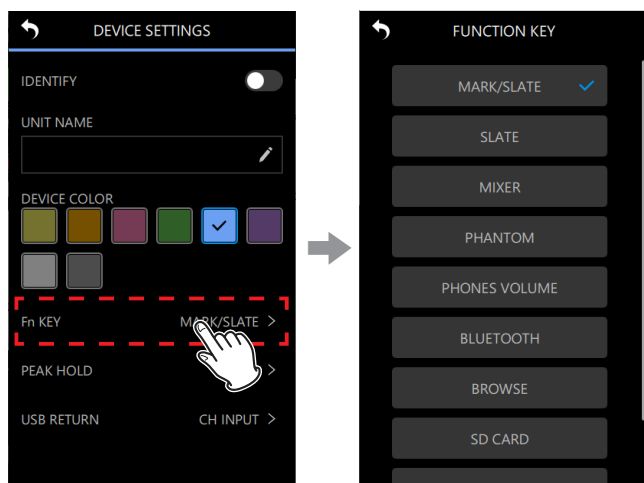 DEVICE SETTINGS
IDENTIFY
UNIT NAME
DEVICE COLOR
Fn KEY MARK/SLATE >
PEAK HOLD >
USB RETURN CH INPUT >
FUNCTION KEY
MARK/SLATE
SLATE
MIXER
PHANTOM
PHONES VOLUME
BLUETOOTH
BROWSE
SD CARD